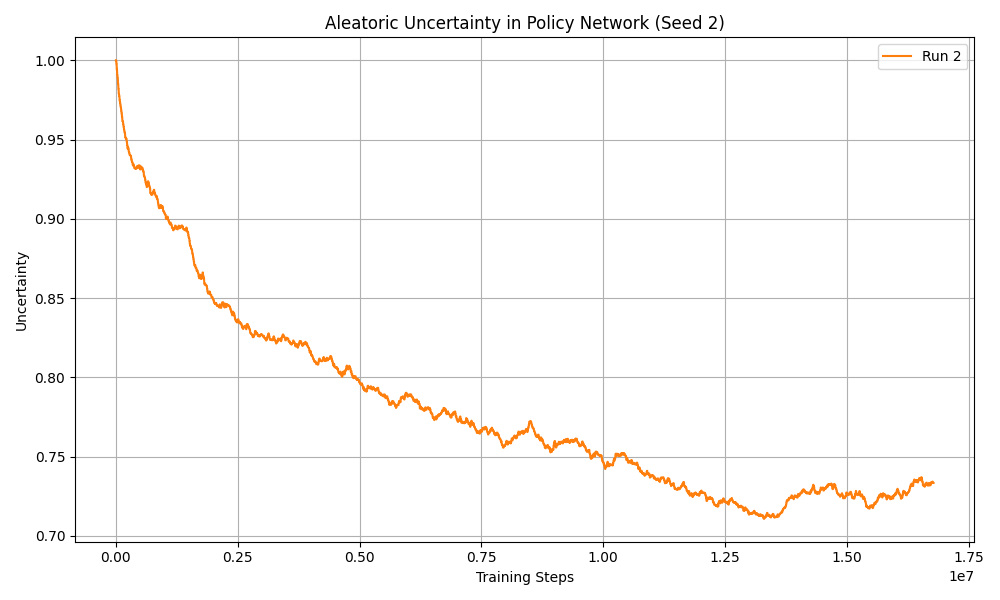 Aleatoric Uncertainty in Policy Network (Seed 2)
Run 2
Uncertainty
1.00
0.95
0.90
0.85
0.80
0.75
0.70
0.00 0.25 0.50 0.75 1.00 1.25 1.50 1.75
1e7
Training Steps